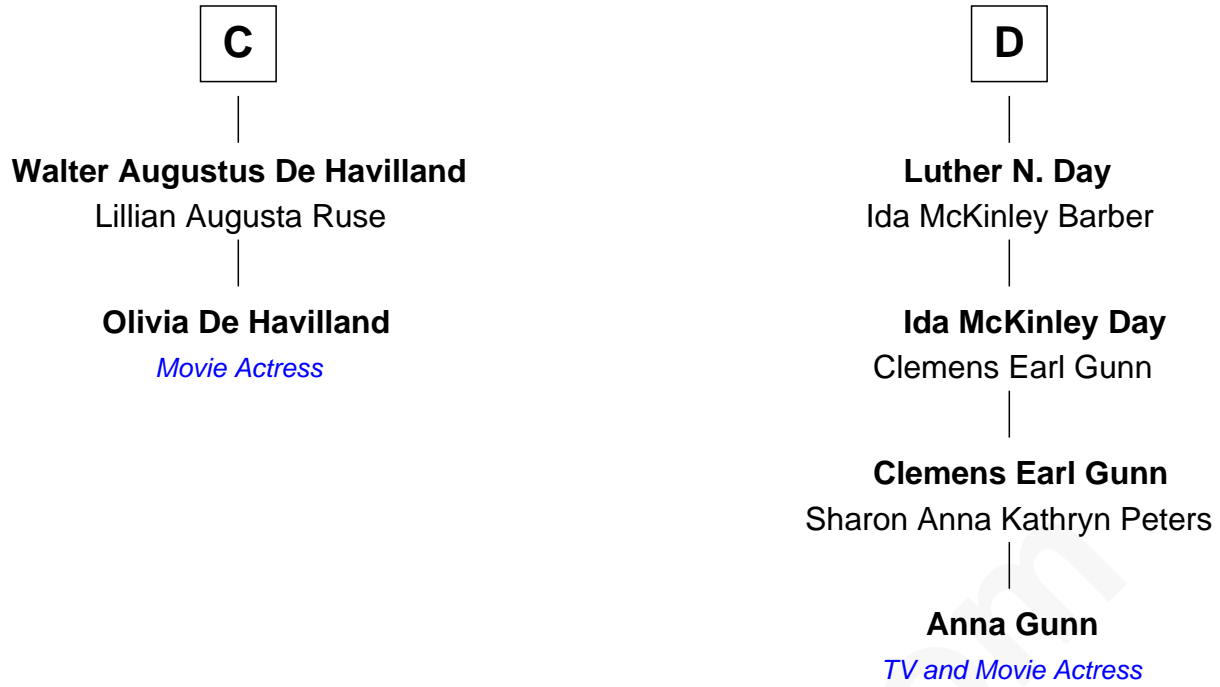 C
Walter Augustus De Havilland
Lillian Augusta Ruse
Olivia De Havilland
Movie Actress
D
Luther N. Day
Ida McKinley Barber
Ida McKinley Day
Clemens Earl Gunn
Clemens Earl Gunn
Sharon Anna Kathryn Peters
Anna Gunn
TV and Movie Actress